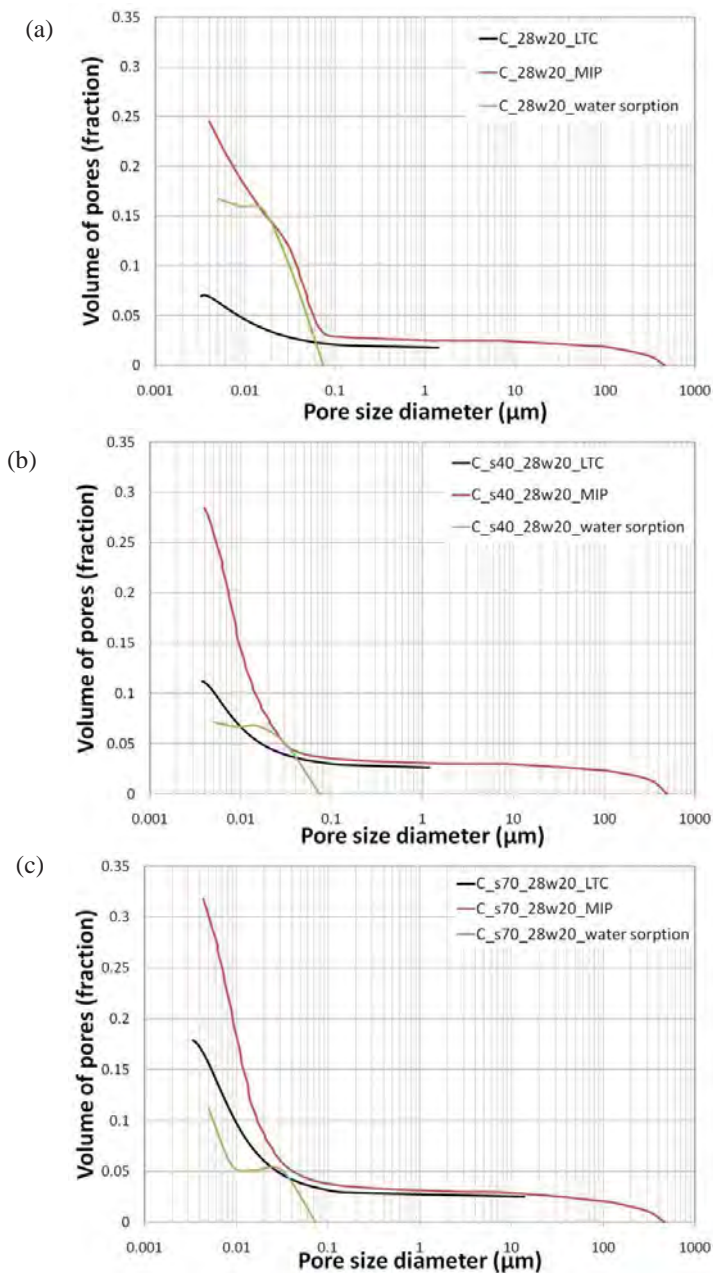 (a)
0.35
0.3
0.25
0.2
0.15
0.1
0.05
0
Volume of pores (fraction)
C_28w20_LTC
C_28w20_MIP
C_28w20_water sorption
0.001 0.01 0.1 1 10 100 1000
Pore size diameter (µm)
(b)
0.35
0.3
0.25
0.2
0.15
0.1
0.05
0
Volume of pores (fraction)
C_s40_28w20_LTC
C_s40_28w20_MIP
C_s40_28w20_water sorption
0.001 0.01 0.1 1 10 100 1000
Pore size diameter (µm)
(c)
0.35
0.3
0.25
0.2
0.15
0.1
0.05
0
Volume of pores (fraction)
C_s70_28w20_LTC
C_s70_28w20_MIP
C_s70_28w20_water sorption
0.001 0.01 0.1 1 10 100 1000
Pore size diameter (µm)